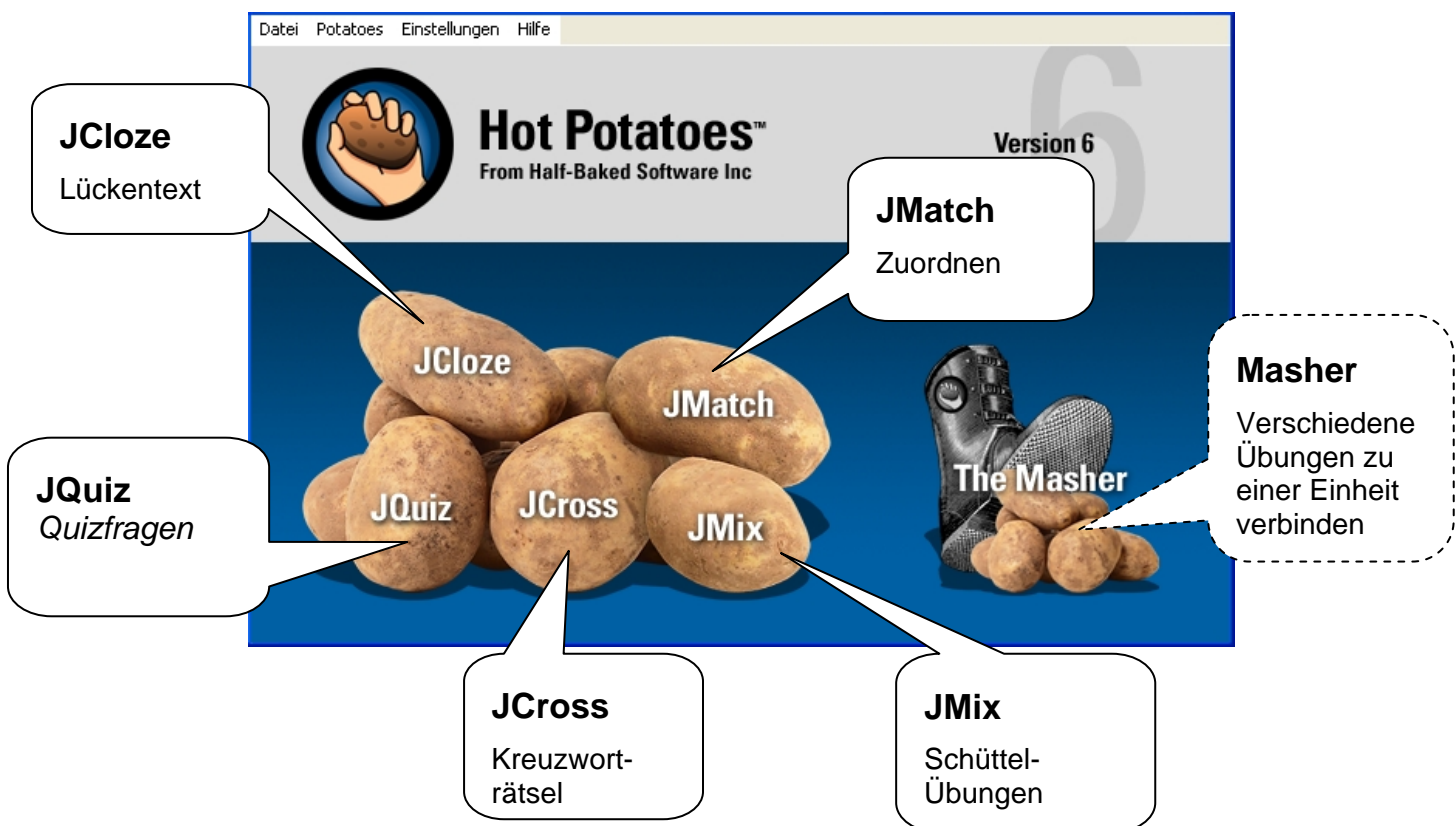 Datei Potatoes Einstellungen Hilfe
6
Hot Potatoes™
From Half-Baked Software Inc
Version 6
JCloze
Lückentext
JMatch
Zuordnen
Masher
Verschiedene
Übungen zu
einer Einheit
verbinden
JQuiz
Quizfragen
JCloze
JMatch
JQuiz
JCross
JMix
The Masher
JCross
Kreuzwort-
rätsel
JMix
Schüttel-
Übungen